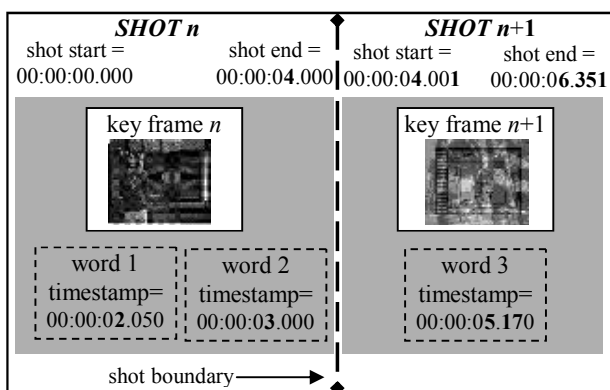 SHOT n
shot start =
00:00:00.000
shot end =
00:00:04.000
key frame n
word 1
timestamp=
00:00:02.050
word 2
timestamp=
00:00:03.000
SHOT n+1
shot start =
00:00:04.001
shot end =
00:00:06.351
key frame n+1
word 3
timestamp=
00:00:05.170
shot boundary